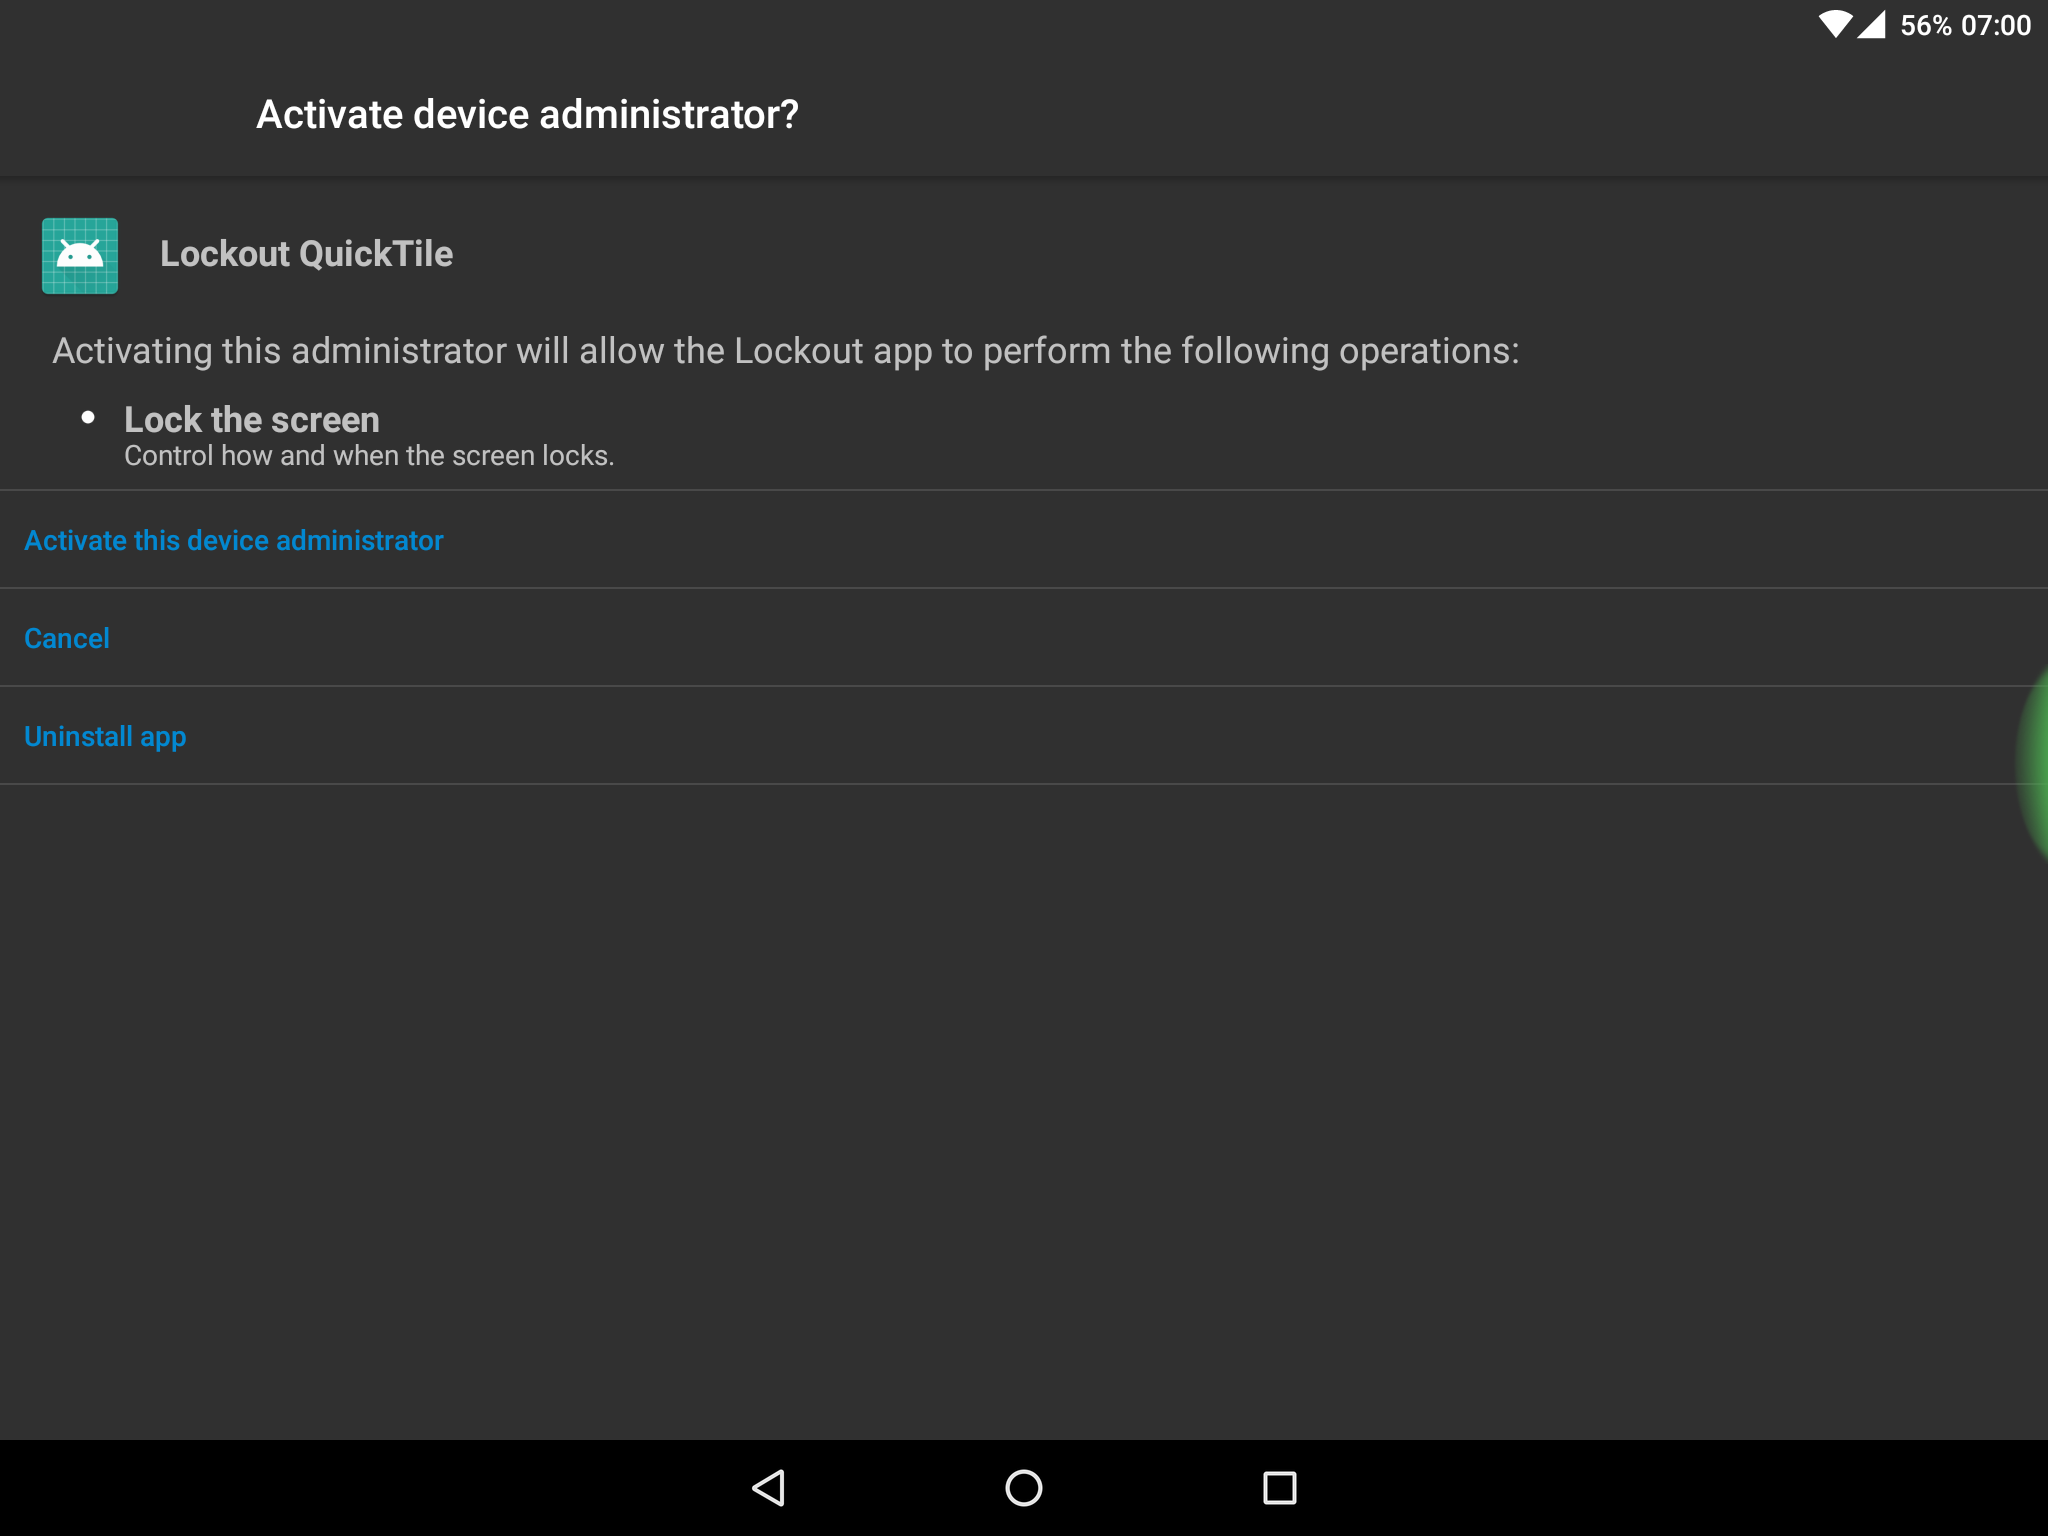 56% 07:00
Activate device administrator?
Lockout QuickTile
Activating this administrator will allow the Lockout app to perform the following operations:
Lock the screen
Control how and when the screen locks.
Activate this device administrator
Cancel
Uninstall app